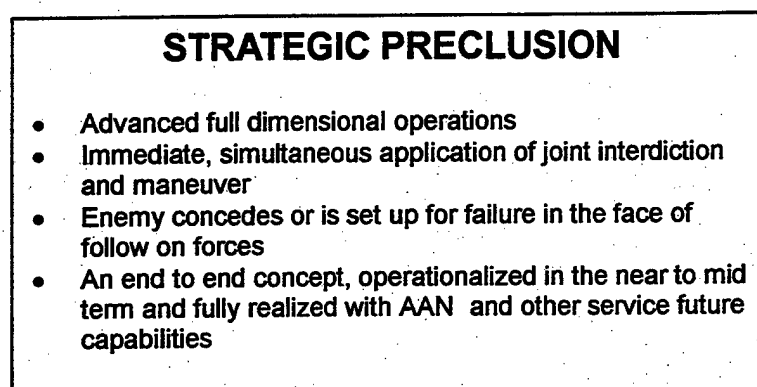 STRATEGIC PRECLUSION
• Advanced full dimensional operations
• Immediate, simultaneous application of joint interdiction
and maneuver
• Enemy concedes or is set up for failure in the face of
follow on forces
• An end to end concept, operationalized in the near to mid
term and fully realized with AAN and other service future
capabilities